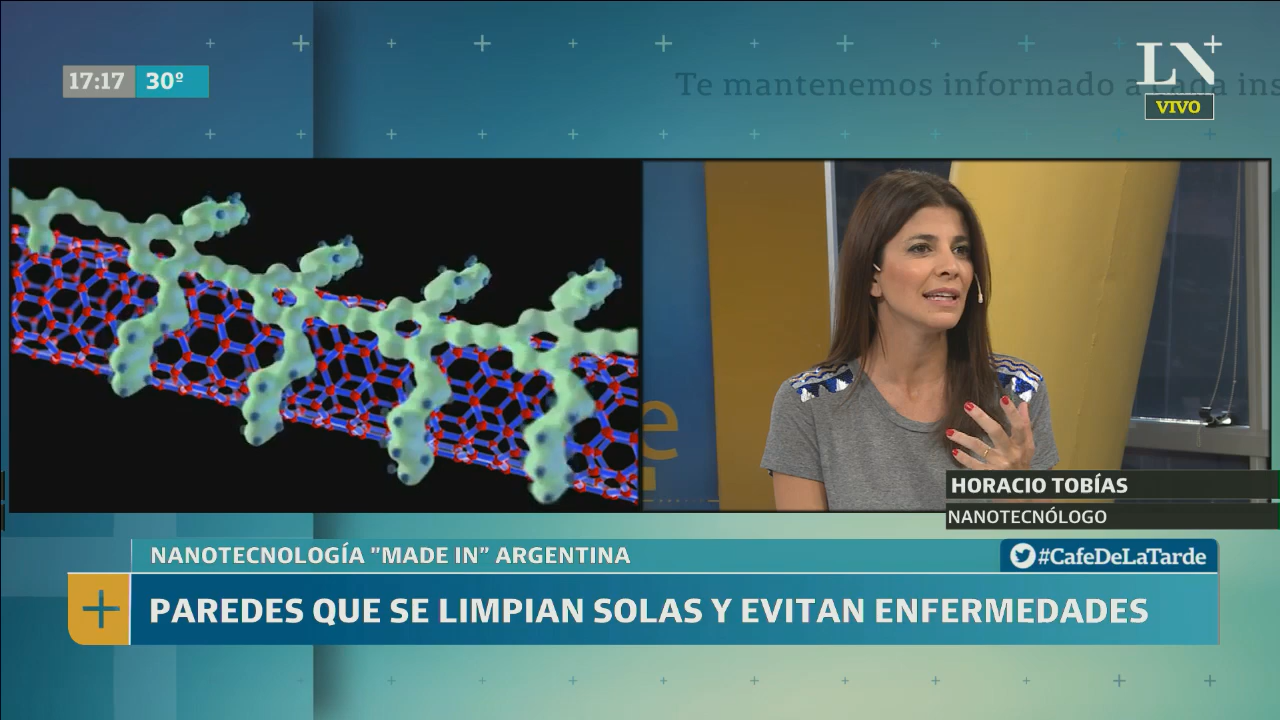 17:17 30º
Te mantenemos informado a cada ins
LN+
VIVO
e
HORACIO TOBÍAS
NANOTECNÓLOGO
NANOTECNOLOGÍA "MADE IN” ARGENTINA
#CafeDeLaTarde
+ PAREDES QUE SE LIMPIAN SOLAS Y EVITAN ENFERMEDADES